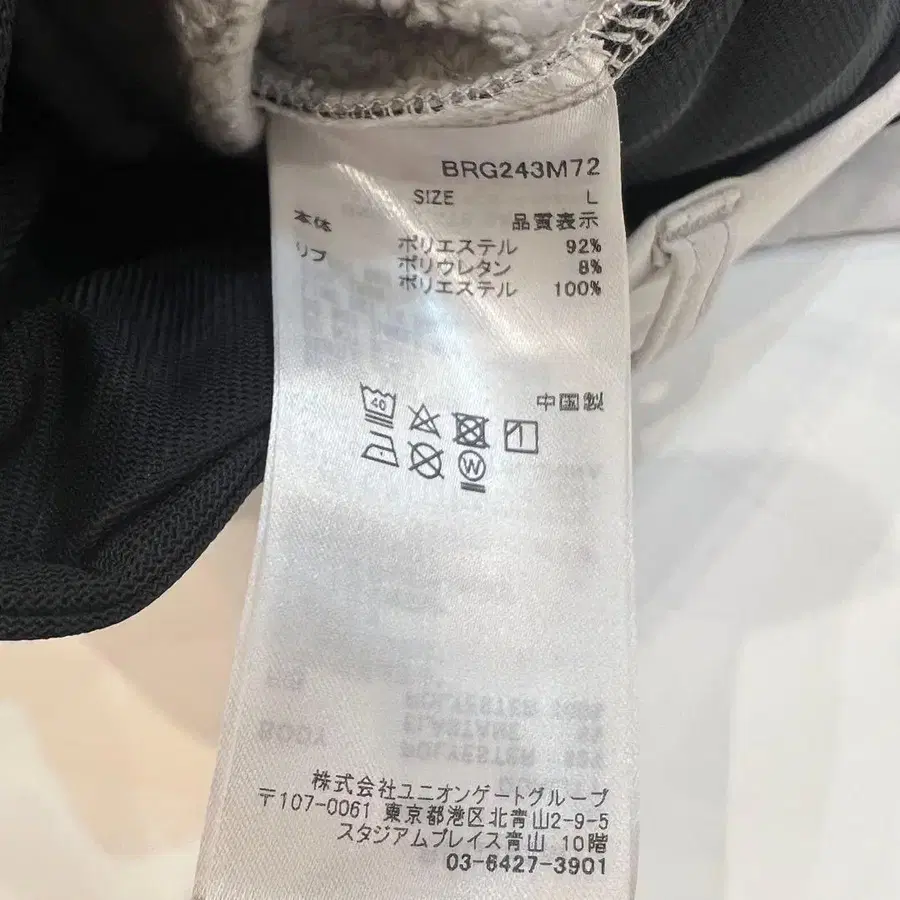 BRG243M72
SIZE L
品質表示
本体 ポリエステル 92%
ポリウレタン 8%
リブ ポリエステル 100%
中国製
40
W
株式会社ユニオンゲートグループ
〒107-0061 東京都港区北青山2-9-5
スタジアムプレイス青山 10階
03-6427-3901